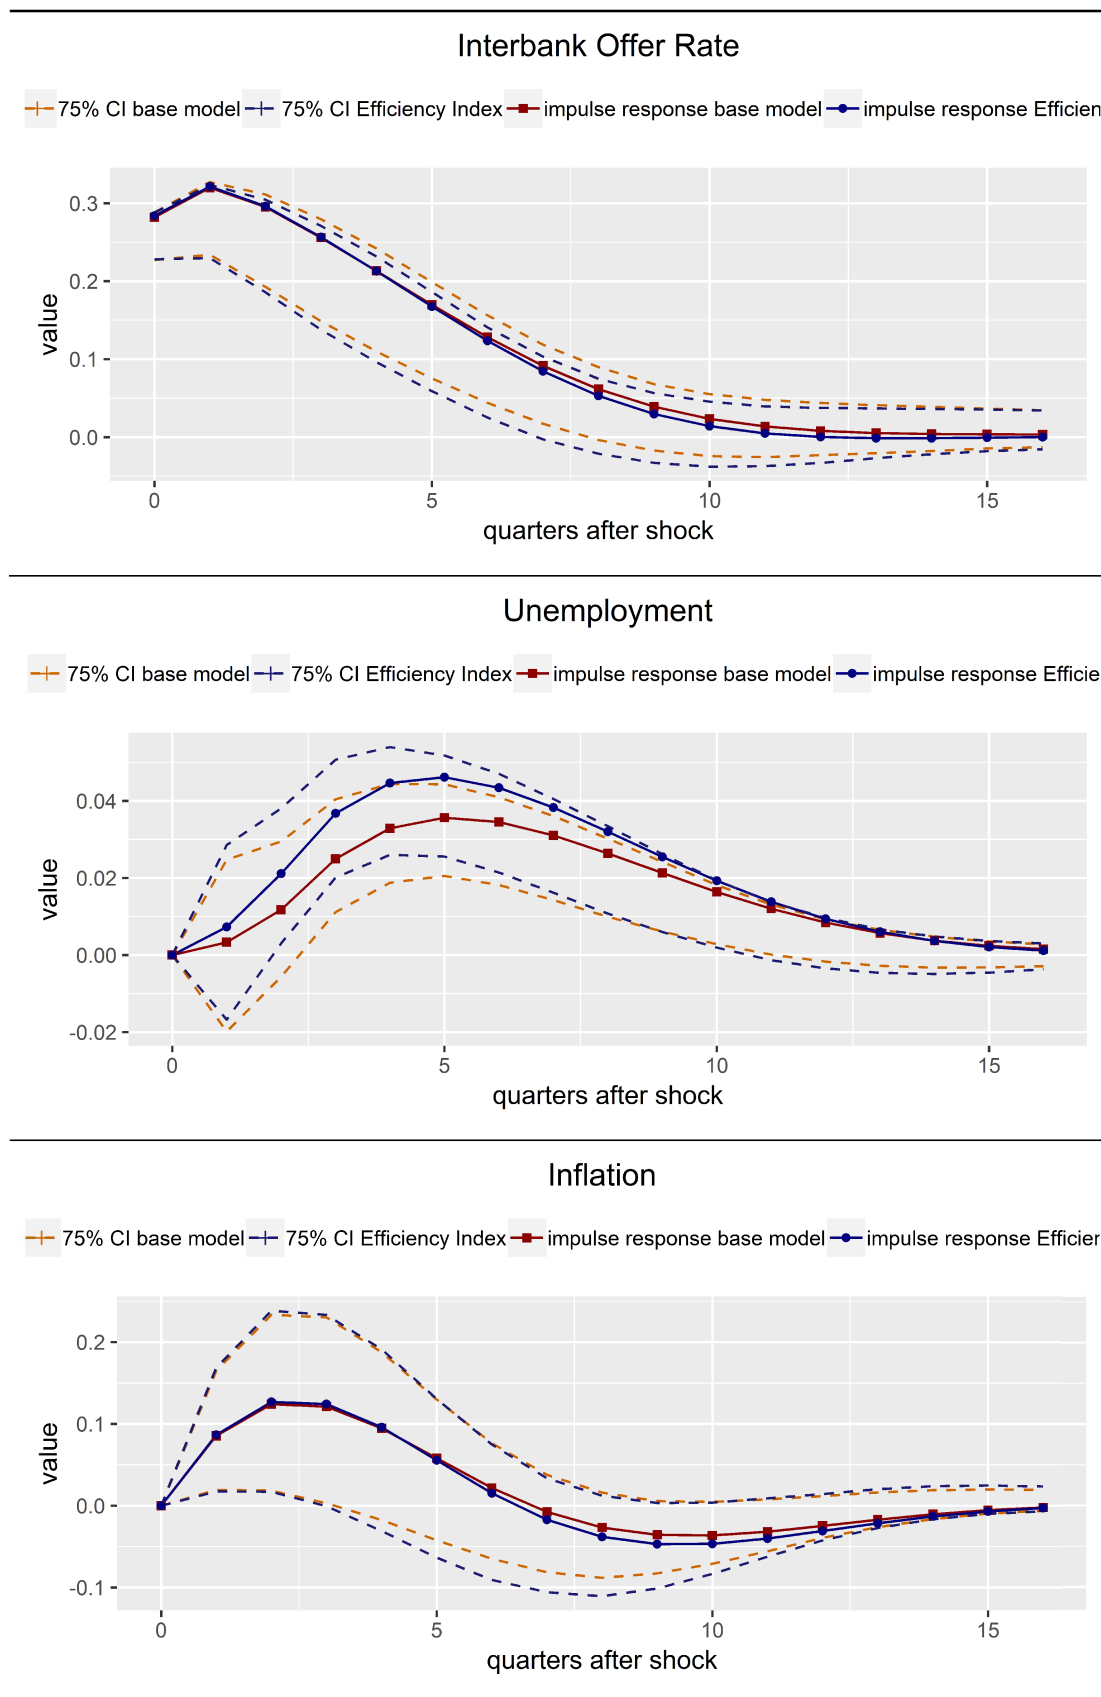 Interbank Offer Rate
75% CI base model 75% CI Efficiency Index impulse response base model impulse response Efficien
0.3
0.2
0.1
0.0
value
0 5 10 15
quarters after shock
Unemployment
75% CI base model 75% CI Efficiency Index impulse response base model impulse response Efficie
0.04
0.02
0.00
-0.02
value
0 5 10 15
quarters after shock
Inflation
75% CI base model 75% CI Efficiency Index impulse response base model impulse response Efficier
0.2
0.1
0.0
-0.1
value
0 5 10 15
quarters after shock